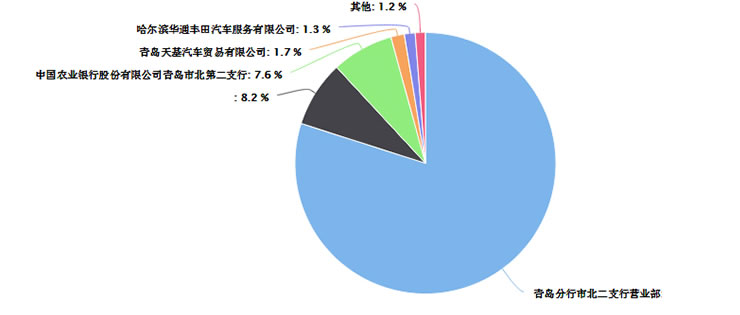 其他: 1.2 %
哈尔滨华通丰田汽车服务有限公司: 1.3 %
青岛天基汽车贸易有限公司: 1.7 %
中国农业银行股份有限公司青岛市北第二支行: 7.6 %
: 8.2 %
青岛分行市北二支行营业部